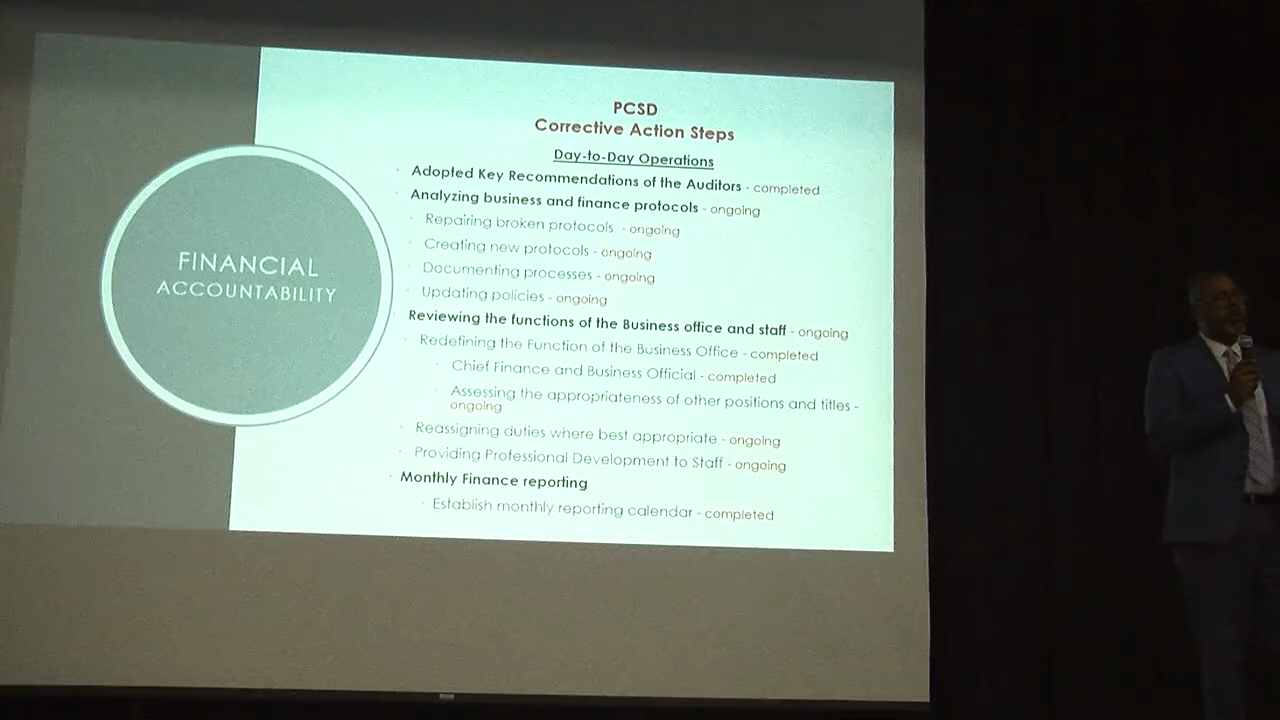 FINANCIAL
ACCOUNTABILITY
PCSD
Corrective Action Steps
Day-to-Day Operations
Adopted Key Recommendations of the Auditors - completed
Analyzing business and finance protocols - ongoing
Repairing broken protocols - ongoing
Creating new protocols - ongoing
Documenting processes - ongoing
Updating policies - ongoing
Reviewing the functions of the Business office and staff - ongoing
Redefining the Function of the Business Office - completed
Chief Finance and Business Official - completed
Assessing the appropriateness of other positions and titles -
ongoing
Reassigning duties where best appropriate - ongoing
Providing Professional Development to Staff - ongoing
Monthly Finance reporting
Establish monthly reporting calendar - completed